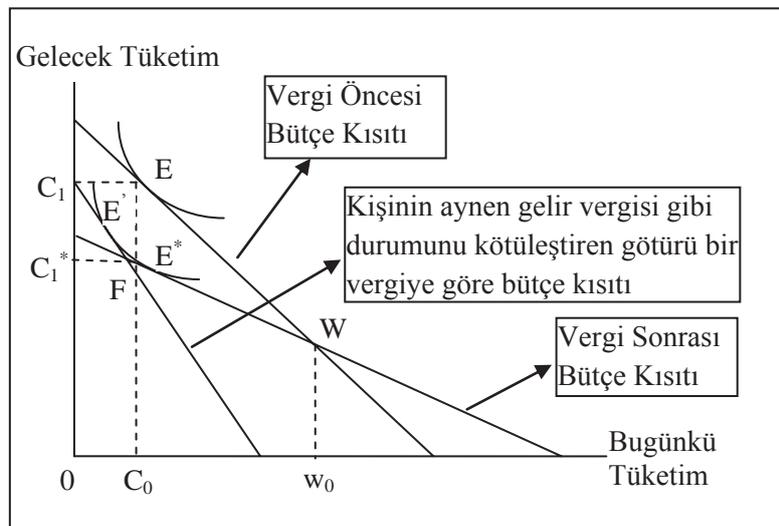 Gelecek Tüketim
Vergi Öncesi
Bütçe Kısıtı
C1
E
E’
Kişinin aynen gelir vergisi gibi
durumunu kötüleştiren götürü bir
vergiye göre bütçe kısıtı
C1*
E*
F
W
Vergi Sonrası
Bütçe Kısıtı
Bugünkü
Tüketim
0
C0
w0